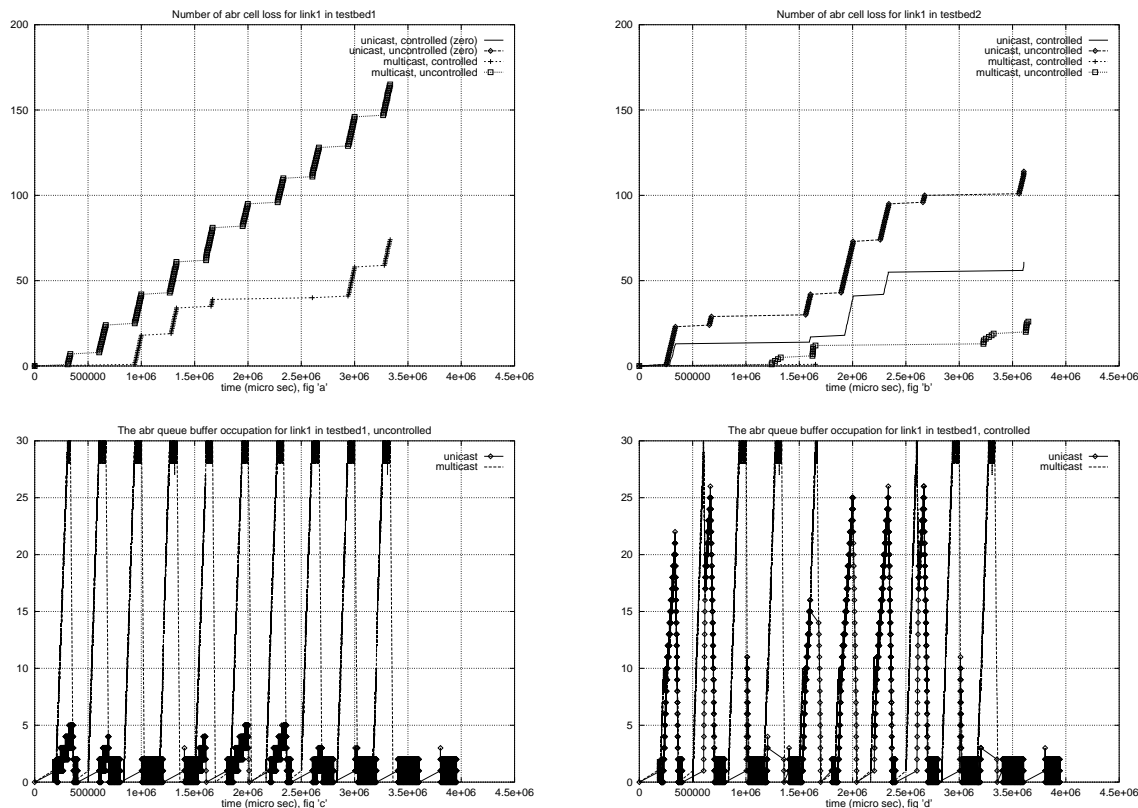 Number of abr cell loss for link1 in testbed1
200
150
100
50
0
unicast, controlled (zero)
unicast, uncontrolled (zero)
multicast, controlled
multicast, uncontrolled
0 500000 1e+06 1.5e+06 2e+06 2.5e+06 3e+06 3.5e+06 4e+06 4.5e+06
time (micro sec), fig 'a'
Number of abr cell loss for link1 in testbed2
200
150
100
50
0
unicast, controlled
unicast, uncontrolled
multicast, controlled
multicast, uncontrolled
0 500000 1e+06 1.5e+06 2e+06 2.5e+06 3e+06 3.5e+06 4e+06 4.5e+06
time (micro sec), fig 'b'
The abr queue buffer occupation for link1 in testbed1, uncontrolled
30
25
20
15
10
5
0
unicast
multicast
0 500000 1e+06 1.5e+06 2e+06 2.5e+06 3e+06 3.5e+06 4e+06 4.5e+06
time (micro sec), fig 'c'
The abr queue buffer occupation for link1 in testbed1, controlled
30
25
20
15
10
5
0
unicast
multicast
0 500000 1e+06 1.5e+06 2e+06 2.5e+06 3e+06 3.5e+06 4e+06 4.5e+06
time (micro sec), fig 'd'